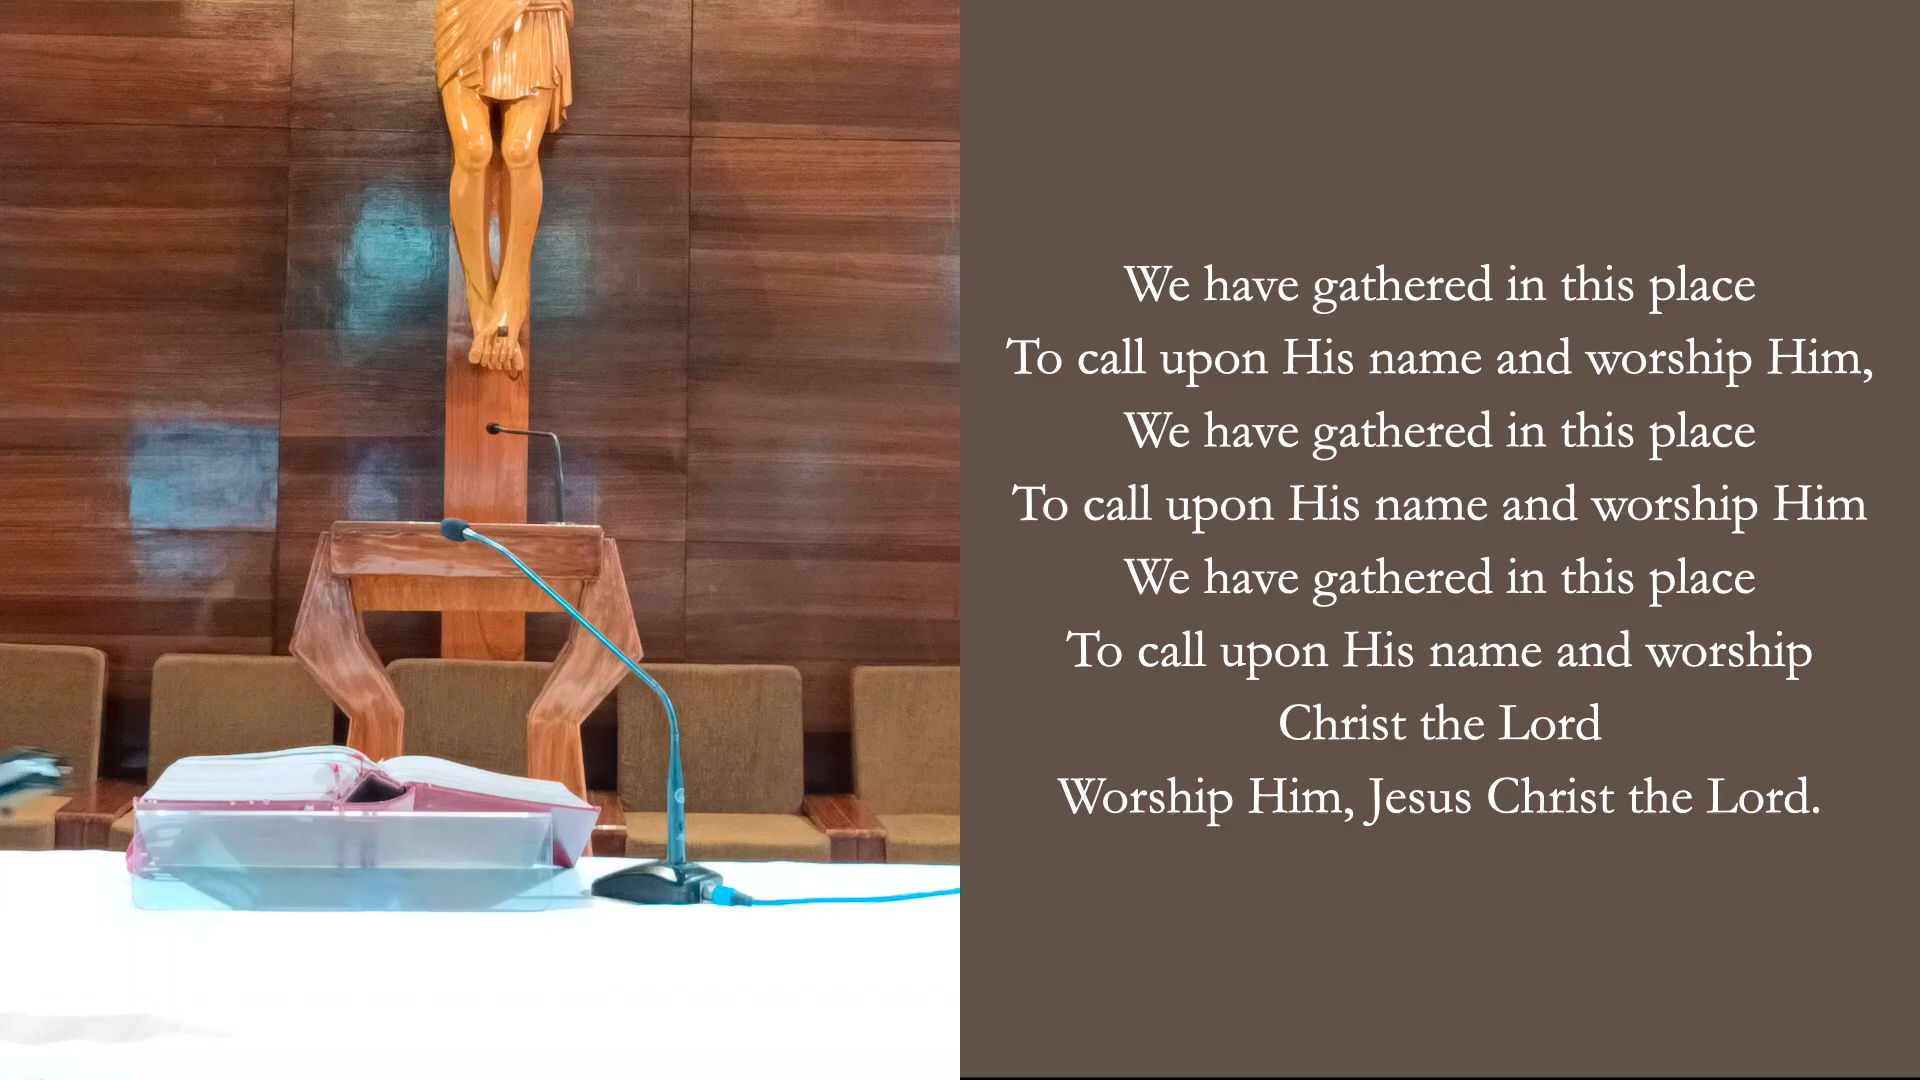 We have gathered in this place
To call upon His name and worship Him,
We have gathered in this place
To call upon His name and worship Him
We have gathered in this place
To call upon His name and worship
Christ the Lord
Worship Him, Jesus Christ the Lord.